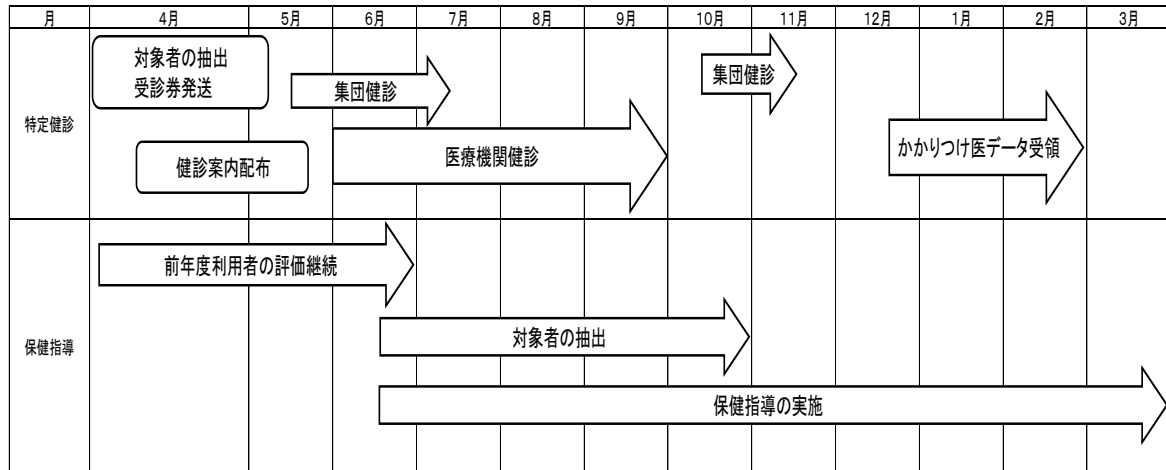 月 4月 5月 6月 7月 8月 9月 10月 11月 12月 1月 2月 3月
特定健診
対象者の抽出
受診券発送
集団健診
集団健診
健診案内配布
医療機関健診
かかりつけ医データ受領
保健指導
前年度利用者の評価継続
対象者の抽出
保健指導の実施